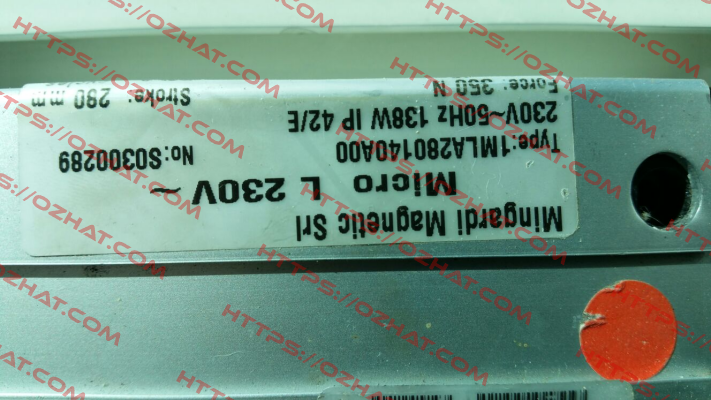 Mingardi Magnetic Srl
Micro L 230V ~
Type:1MLA280140A00 No:S0300289
230V~50Hz 138W IP 42/E
Force: 350 N Stroke: 280 mm
HTTPS://OZHAT.COM